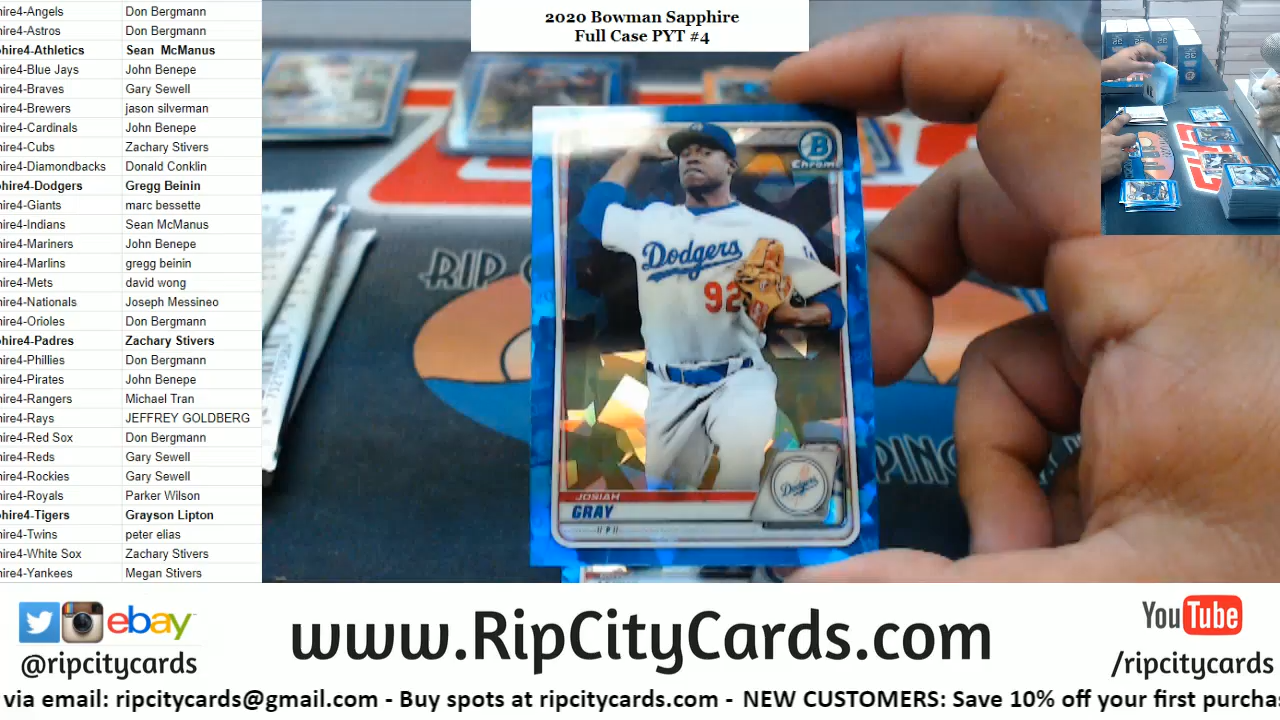 2020 Bowman Sapphire
Full Case PYT #4
hire4-Angels Don Bergmann
hire4-Astros Don Bergmann
phire4-Athletics Sean McManus
hire4-Blue Jays John Benepe
hire4-Braves Gary Sewell
hire4-Brewers jason silverman
hire4-Cardinals John Benepe
hire4-Cubs Zachary Stivers
hire4-Diamondbacks Donald Conklin
phire4-Dodgers Gregg Beinin
hire4-Giants marc bessette
hire4-Indians Sean McManus
hire4-Mariners John Benepe
hire4-Marlins gregg beinin
hire4-Mets david wong
hire4-Nationals Joseph Messineo
hire4-Orioles Don Bergmann
phire4-Padres Zachary Stivers
hire4-Phillies Don Bergmann
hire4-Pirates John Benepe
hire4-Rangers Michael Tran
hire4-Rays JEFFREY GOLDBERG
hire4-Red Sox Don Bergmann
hire4-Reds Gary Sewell
hire4-Rockies Gary Sewell
hire4-Royals Parker Wilson
phire4-Tigers Grayson Lipton
hire4-Twins peter elias
hire4-White Sox Zachary Stivers
hire4-Yankees Megan Stivers
B
Chrome
Dodgers
92
LA
Dodgers
JOSIAH
GRAY
P
RIP
PING
ebay
@ripcitycards
www.RipCityCards.com
YouTube
/ripcitycards
via email: ripcitycards@gmail.com - Buy spots at ripcitycards.com - NEW CUSTOMERS: Save 10% off your first purcha